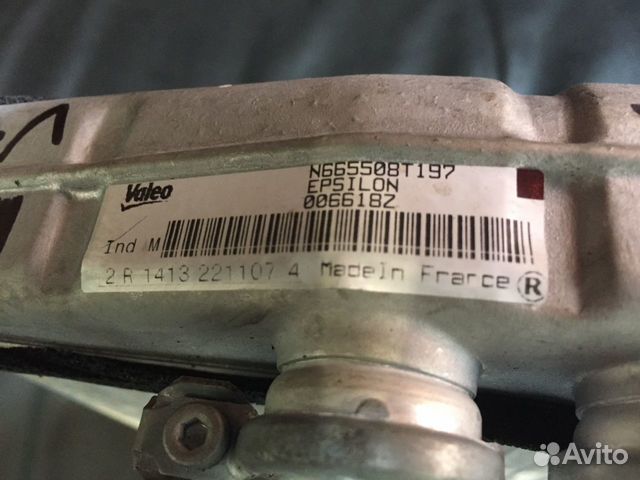 Valeo
N665508T197
EPSILON
006618Z
Ind M
2 R 1413 221107 4 MadeIn France R
Avito